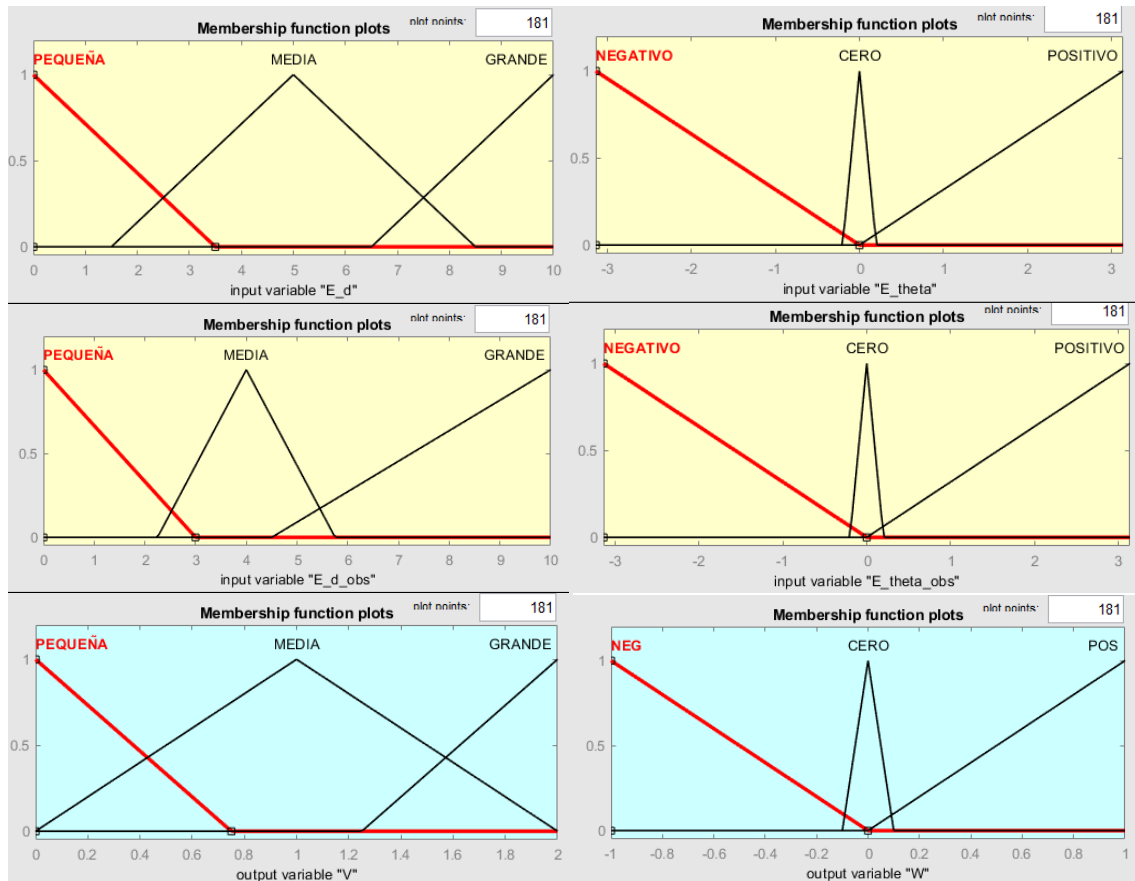 Membership function plots
plot points:
181
PEQUEÑA
MEDIA
GRANDE
1
0.5
0
0 1 2 3 4 5 6 7 8 9 10
input variable "E_d"
Membership function plots
plot points:
181
NEGATIVO
CERO
POSITIVO
1
0.5
0
-3 -2 -1 0 1 2 3
input variable "E_theta"
Membership function plots
plot points:
181
PEQUEÑA
MEDIA
GRANDE
1
0.5
0
0 1 2 3 4 5 6 7 8 9 10
input variable "E_d_obs"
Membership function plots
plot points:
181
NEGATIVO
CERO
POSITIVO
1
0.5
0
-3 -2 -1 0 1 2 3
input variable "E_theta_obs"
Membership function plots
plot points:
181
PEQUEÑA
MEDIA
GRANDE
1
0.5
0
0 0.2 0.4 0.6 0.8 1 1.2 1.4 1.6 1.8 2
output variable "V"
Membership function plots
plot points:
181
NEG
CERO
POS
1
0.5
0
-1 -0.8 -0.6 -0.4 -0.2 0 0.2 0.4 0.6 0.8 1
output variable "W"